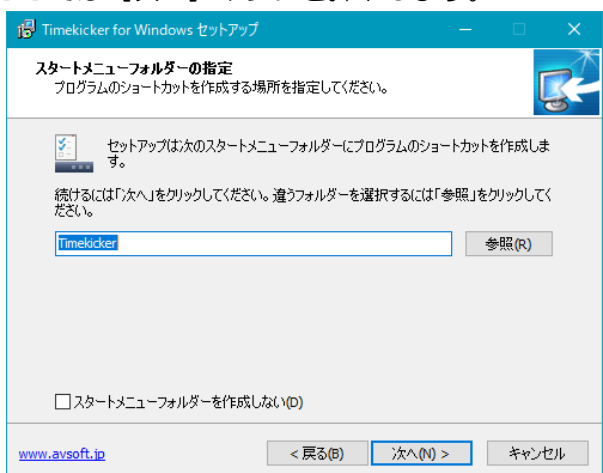 Timekicker for Windows セットアップ
スタートメニューフォルダーの指定
プログラムのショートカットを作成する場所を指定してください。
セットアップは次のスタートメニューフォルダーにプログラムのショートカットを作成しま
す。
続けるには「次へ」をクリックしてください。違うフォルダーを選択するには「参照」をクリックしてく
ださい。
Timekicker
参照(R)
スタートメニューフォルダーを作成しない(D)
www.avsoft.jp
< 戻る(B)
次へ(N) >
キャンセル